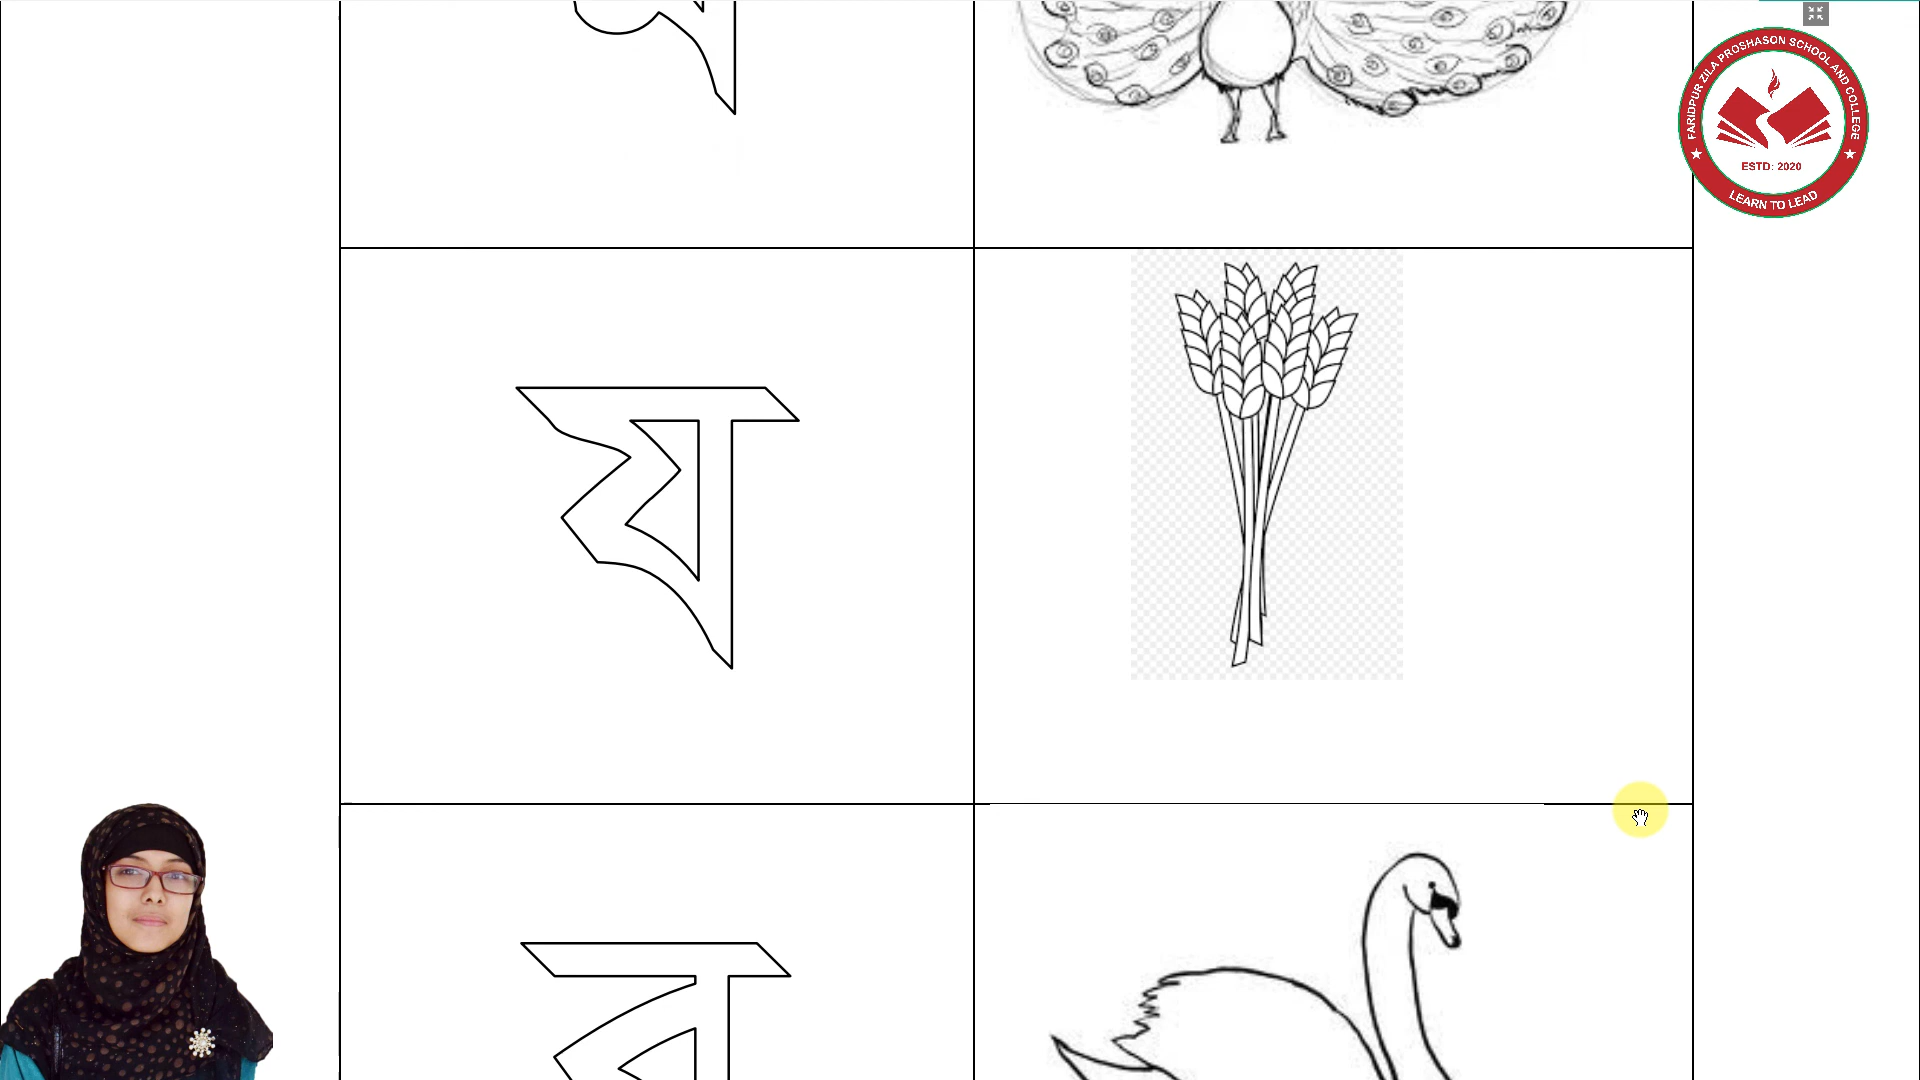 FARIDPUR ZILA PROSHASON SCHOOL AND COLLEGE
ESTD: 2020
LEARN TO LEAD
য